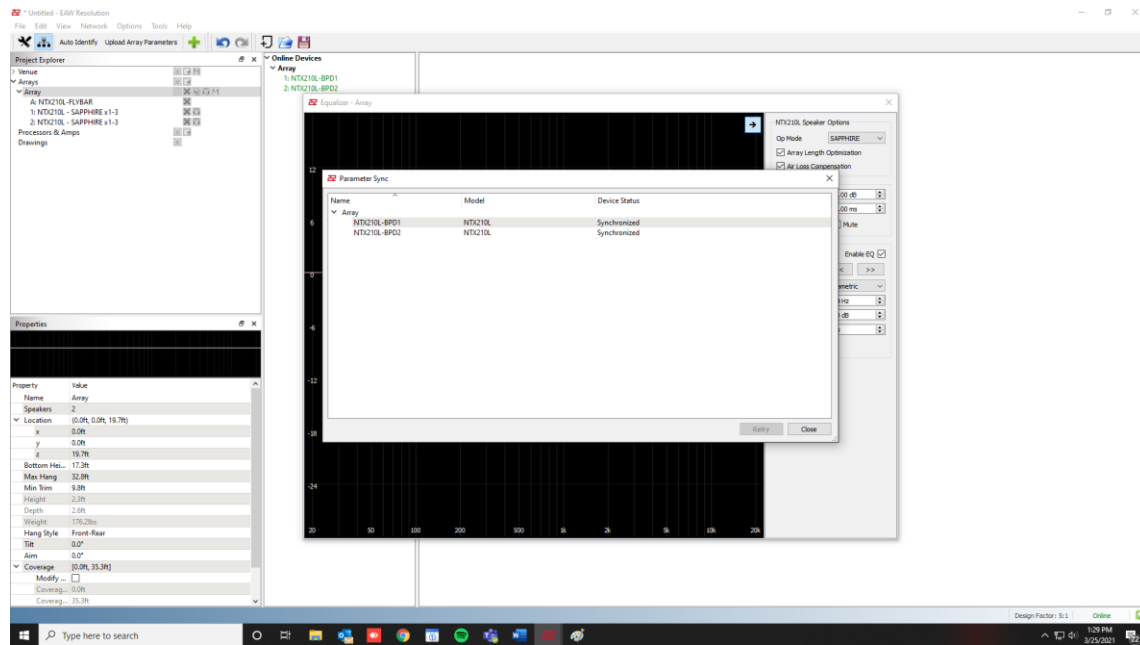 * Untitled - EAW Resolution
File Edit View Network Options Tools Help
Auto Identify Upload Array Parameters
Project Explorer
Venue
Arrays
Array
A: NTX210L-FLYBAR
1: NTX210L - SAPPHIRE x1-3
2: NTX210L - SAPPHIRE x1-3
Processors & Amps
Drawings
Online Devices
Array
1: NTX210L-BPD1
2: NTX210L-BPD2
Equalizer - Array
12
6
0
-6
-12
-18
-24
20 50 100 200 500 1k 2k 5k 10k 20k
NTX210L Speaker Options
Op Mode SAPPHIRE
Array Length Optimization
Air Loss Compensation
.00 dB
.00 ms
Mute
Enable EQ
< >>
ametric
Hz
dB
Parameter Sync
Name Model Device Status
Array
NTX210L-BPD1 NTX210L Synchronized
NTX210L-BPD2 NTX210L Synchronized
Retry Close
Properties
Property Value
Name Array
Speakers 2
Location (0.0ft, 0.0ft, 19.7ft)
x 0.0ft
y 0.0ft
z 19.7ft
Bottom Hei... 17.3ft
Max Hang 32.8ft
Min Trim 9.8ft
Height 2.3ft
Depth 2.6ft
Weight 176.2lbs
Hang Style Front-Rear
Tilt 0.0°
Aim 0.0°
Coverage [0.0ft, 35.3ft]
Modify ...
Coverag... 0.0ft
Coverag... 35.3ft
Design Factor: 5:1 Online
Type here to search
1:29 PM
3/25/2021
22